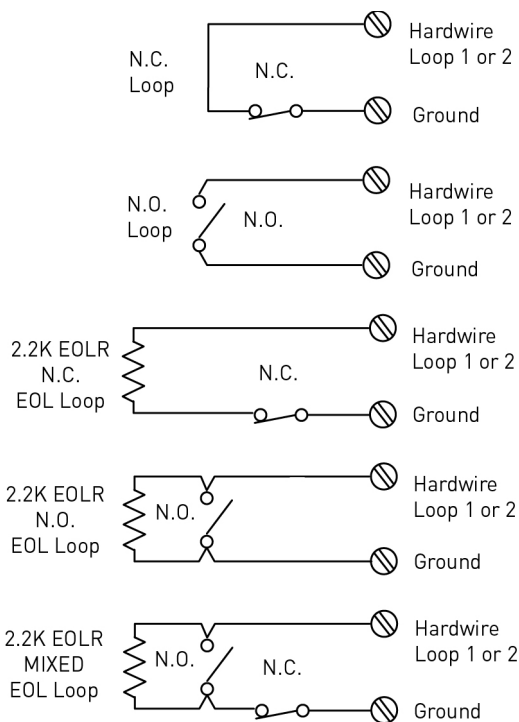 N.C.
Loop
N.C.
Hardwire
Loop 1 or 2
Ground
N.O.
Loop
N.O.
Hardwire
Loop 1 or 2
Ground
2.2K EOLR
N.C.
EOL Loop
N.C.
Hardwire
Loop 1 or 2
Ground
2.2K EOLR
N.O.
EOL Loop
N.O.
Hardwire
Loop 1 or 2
Ground
2.2K EOLR
MIXED
EOL Loop
N.O.
N.C.
Hardwire
Loop 1 or 2
Ground